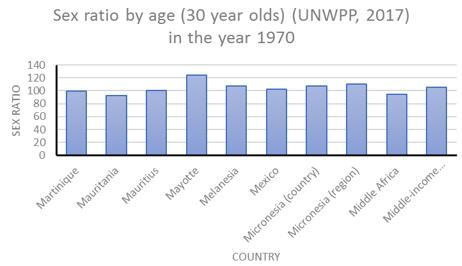 Sex ratio by age (30 year olds) (UNWPP, 2017)
in the year 1970
SEX RATIO
140
120
100
80
60
40
20
0
Martinique
Mauritania
Mauritius
Mayotte
Melanesia
Mexico
Micronesia (country)
Micronesia (region)
Middle Africa
Middle-income...
COUNTRY